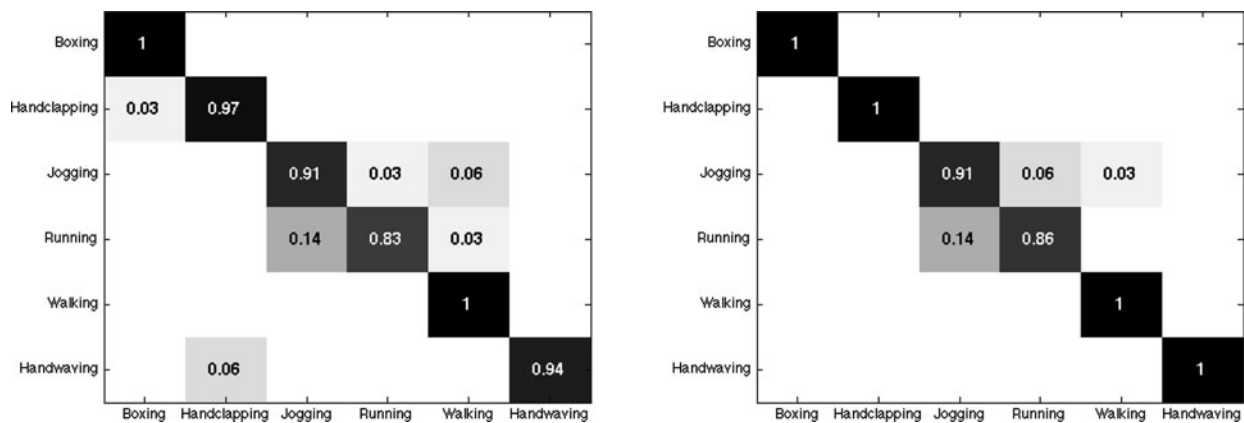 Boxing 1
Handclapping 0.03 0.97
Jogging 0.91 0.03 0.06
Running 0.14 0.83 0.03
Walking 1
Handwaving 0.06 0.94
Boxing Handclapping Jogging Running Walking Handwaving
Boxing 1
Handclapping 1
Jogging 0.91 0.06 0.03
Running 0.14 0.86
Walking 1
Handwaving 1
Boxing Handclapping Jogging Running Walking Handwaving